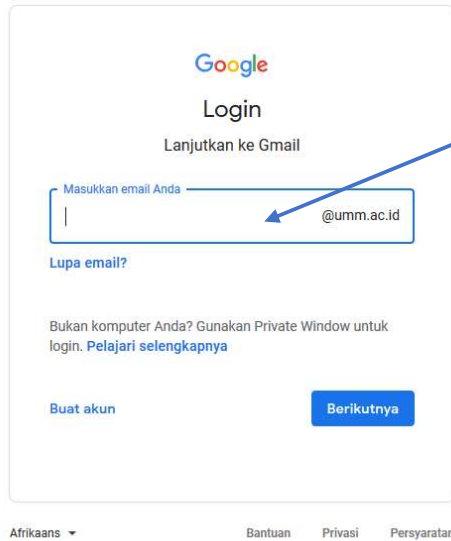 Google
Login
Lanjutkan ke Gmail
Masukkan email Anda
@umm.ac.id
Lupa email?
Bukan komputer Anda? Gunakan Private Window untuk
login. Pelajari selengkapnya
Buat akun
Berikutnya
Afrikaans
Bantuan
Privasi
Persyaratan